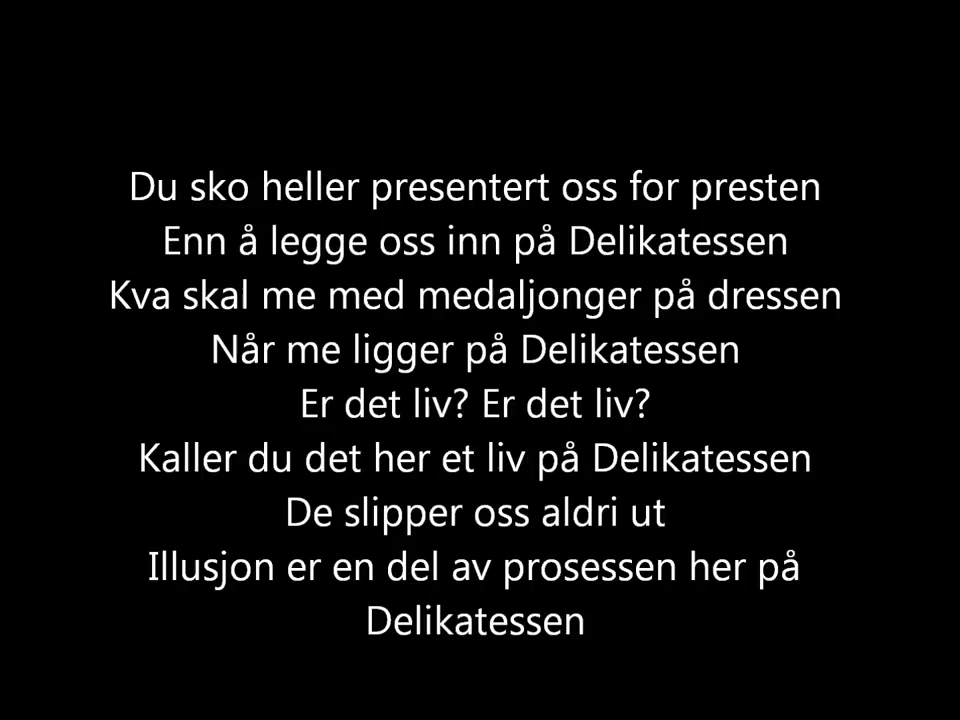 Du sko heller presentert oss for presten
Enn å legge oss inn på Delikatessen
Kva skal me med medaljonger på dressen
Når me ligger på Delikatessen
Er det liv? Er det liv?
Kaller du det her et liv på Delikatessen
De slipper oss aldri ut
Illusjon er en del av prosessen her på
Delikatessen